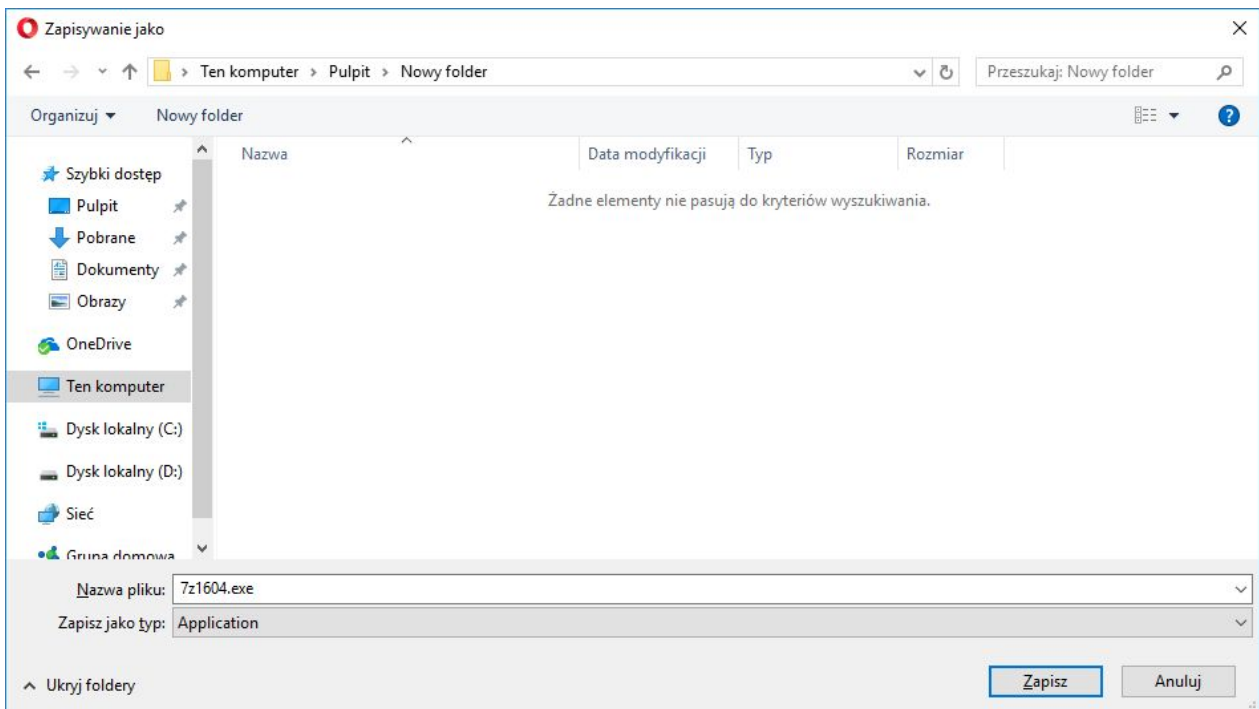 Zapisywanie jako
Ten komputer > Pulpit > Nowy folder
Przeszukaj: Nowy folder
Organizuj
Nowy folder
Nazwa
Data modyfikacji
Typ
Rozmiar
Żadne elementy nie pasują do kryteriów wyszukiwania.
Szybki dostęp
Pulpit
Pobrane
Dokumenty
Obrazy
OneDrive
Ten komputer
Dysk lokalny (C:)
Dysk lokalny (D:)
Sieć
Grupa domowa
Nazwa pliku: 7z1604.exe
Zapisz jako typ: Application
Ukryj foldery
Zapisz
Anuluj